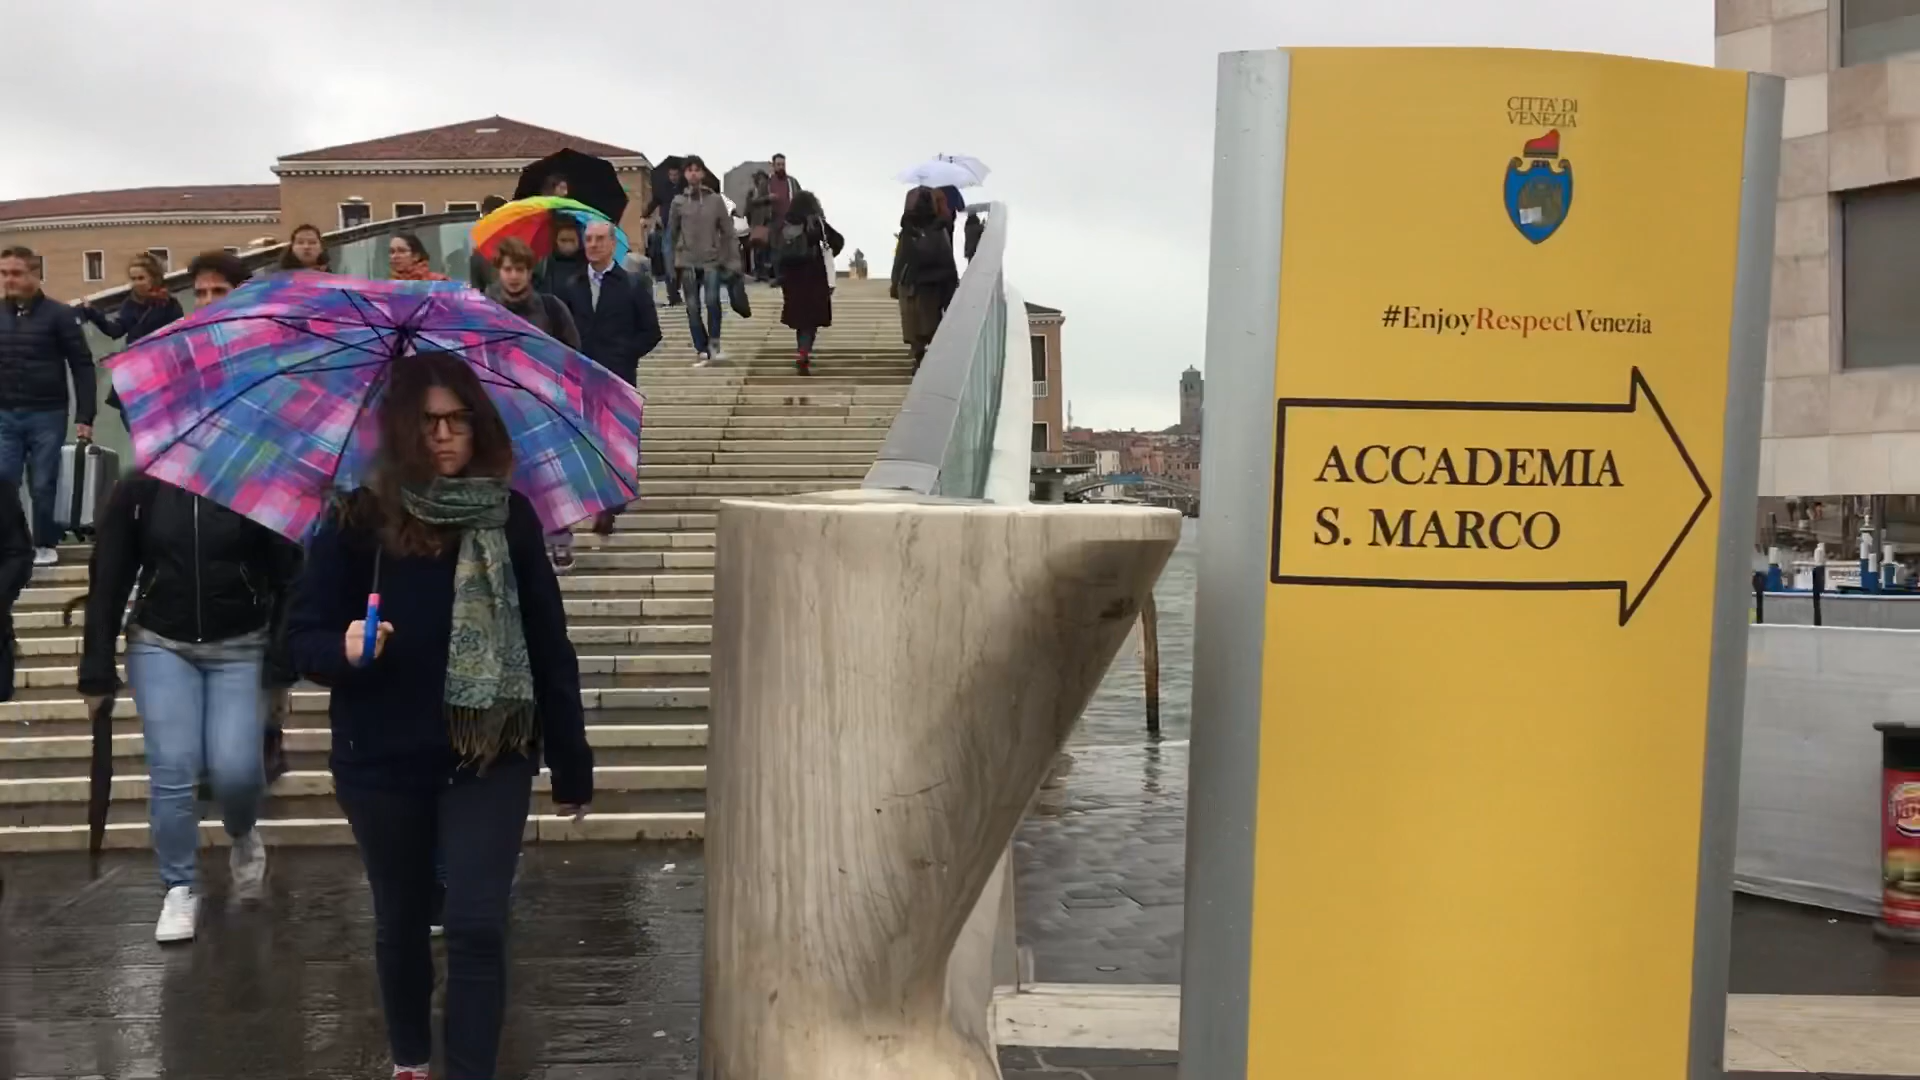 CITTA' DI
VENEZIA
#EnjoyRespectVenezia
ACCADEMIA
S. MARCO